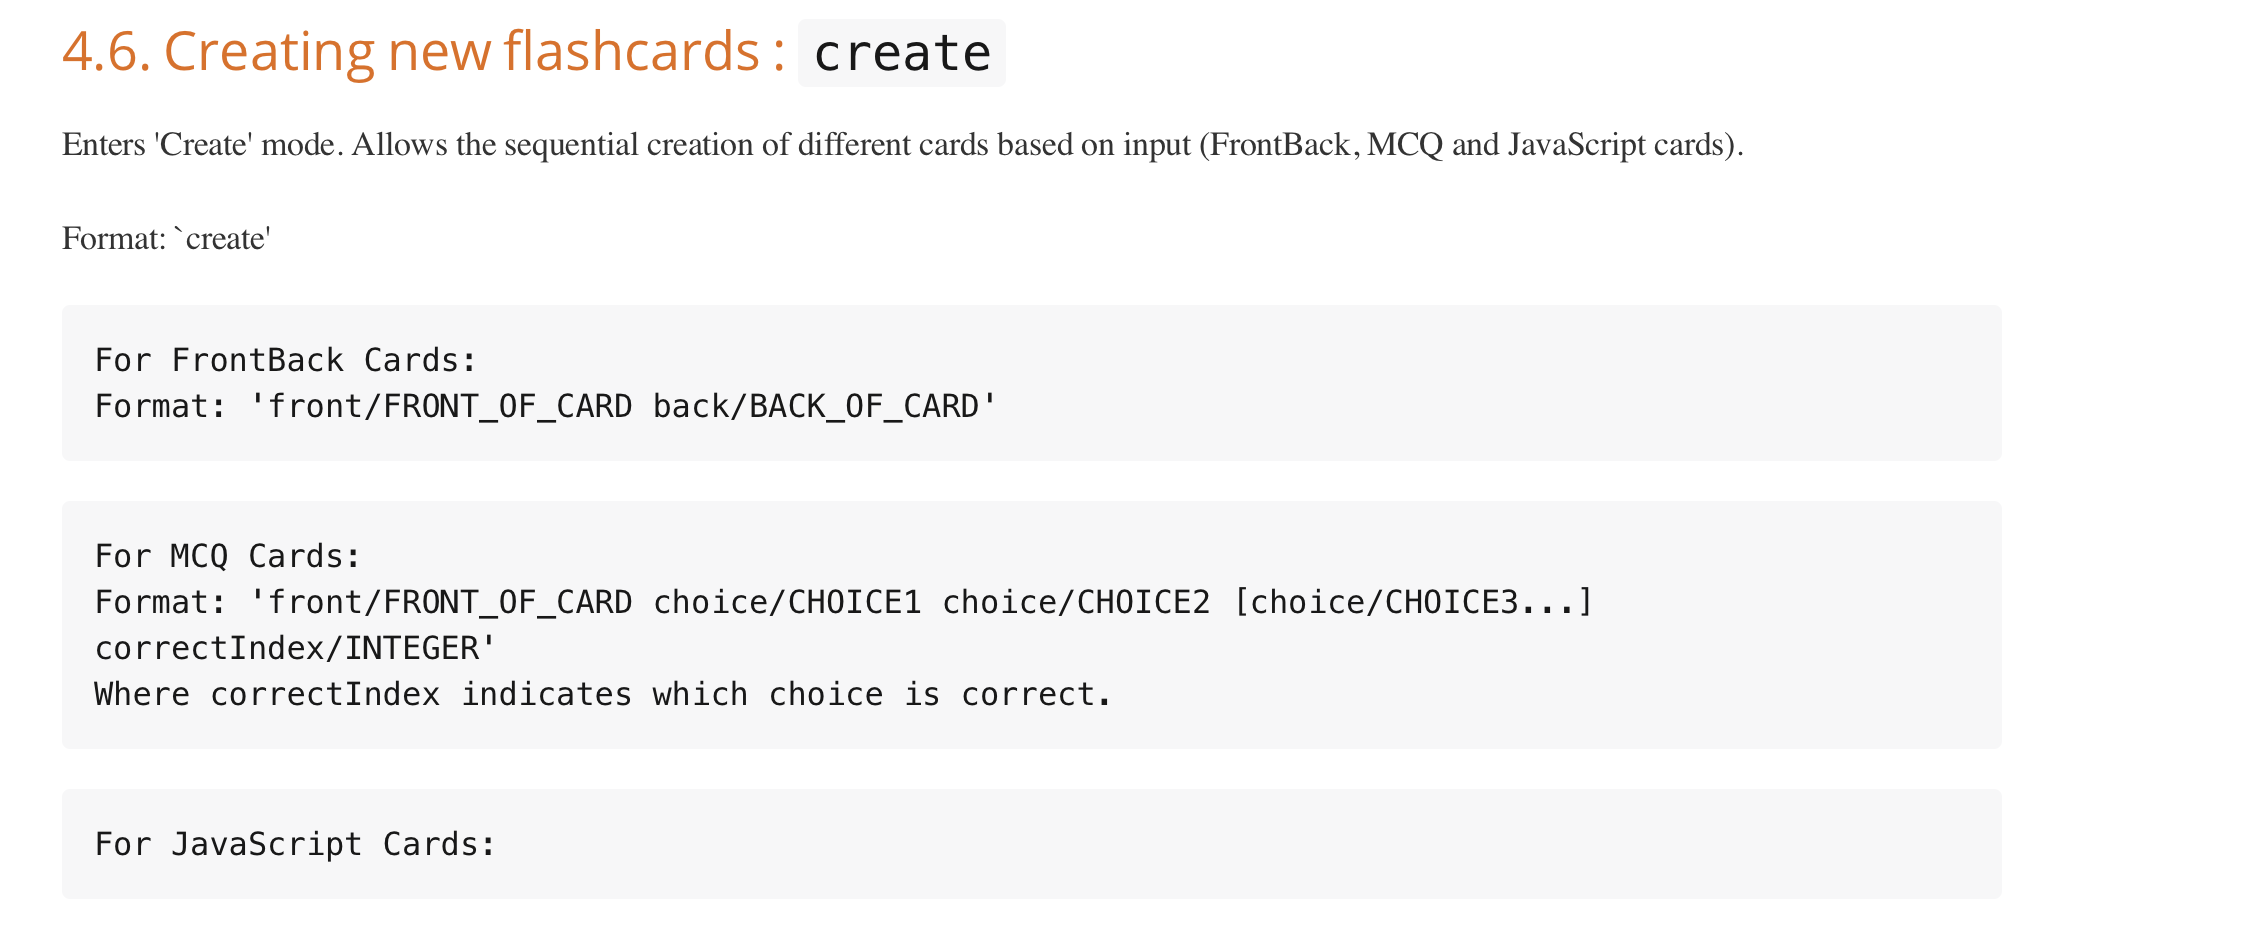 4.6. Creating new flashcards : create
Enters 'Create' mode. Allows the sequential creation of different cards based on input (FrontBack, MCQ and JavaScript cards).
Format: `create'
For FrontBack Cards:
Format: 'front/FRONT_OF_CARD back/BACK_OF_CARD'
For MCQ Cards:
Format: 'front/FRONT_OF_CARD choice/CHOICE1 choice/CHOICE2 [choice/CHOICE3...]
correctIndex/INTEGER'
Where correctIndex indicates which choice is correct.
For JavaScript Cards: